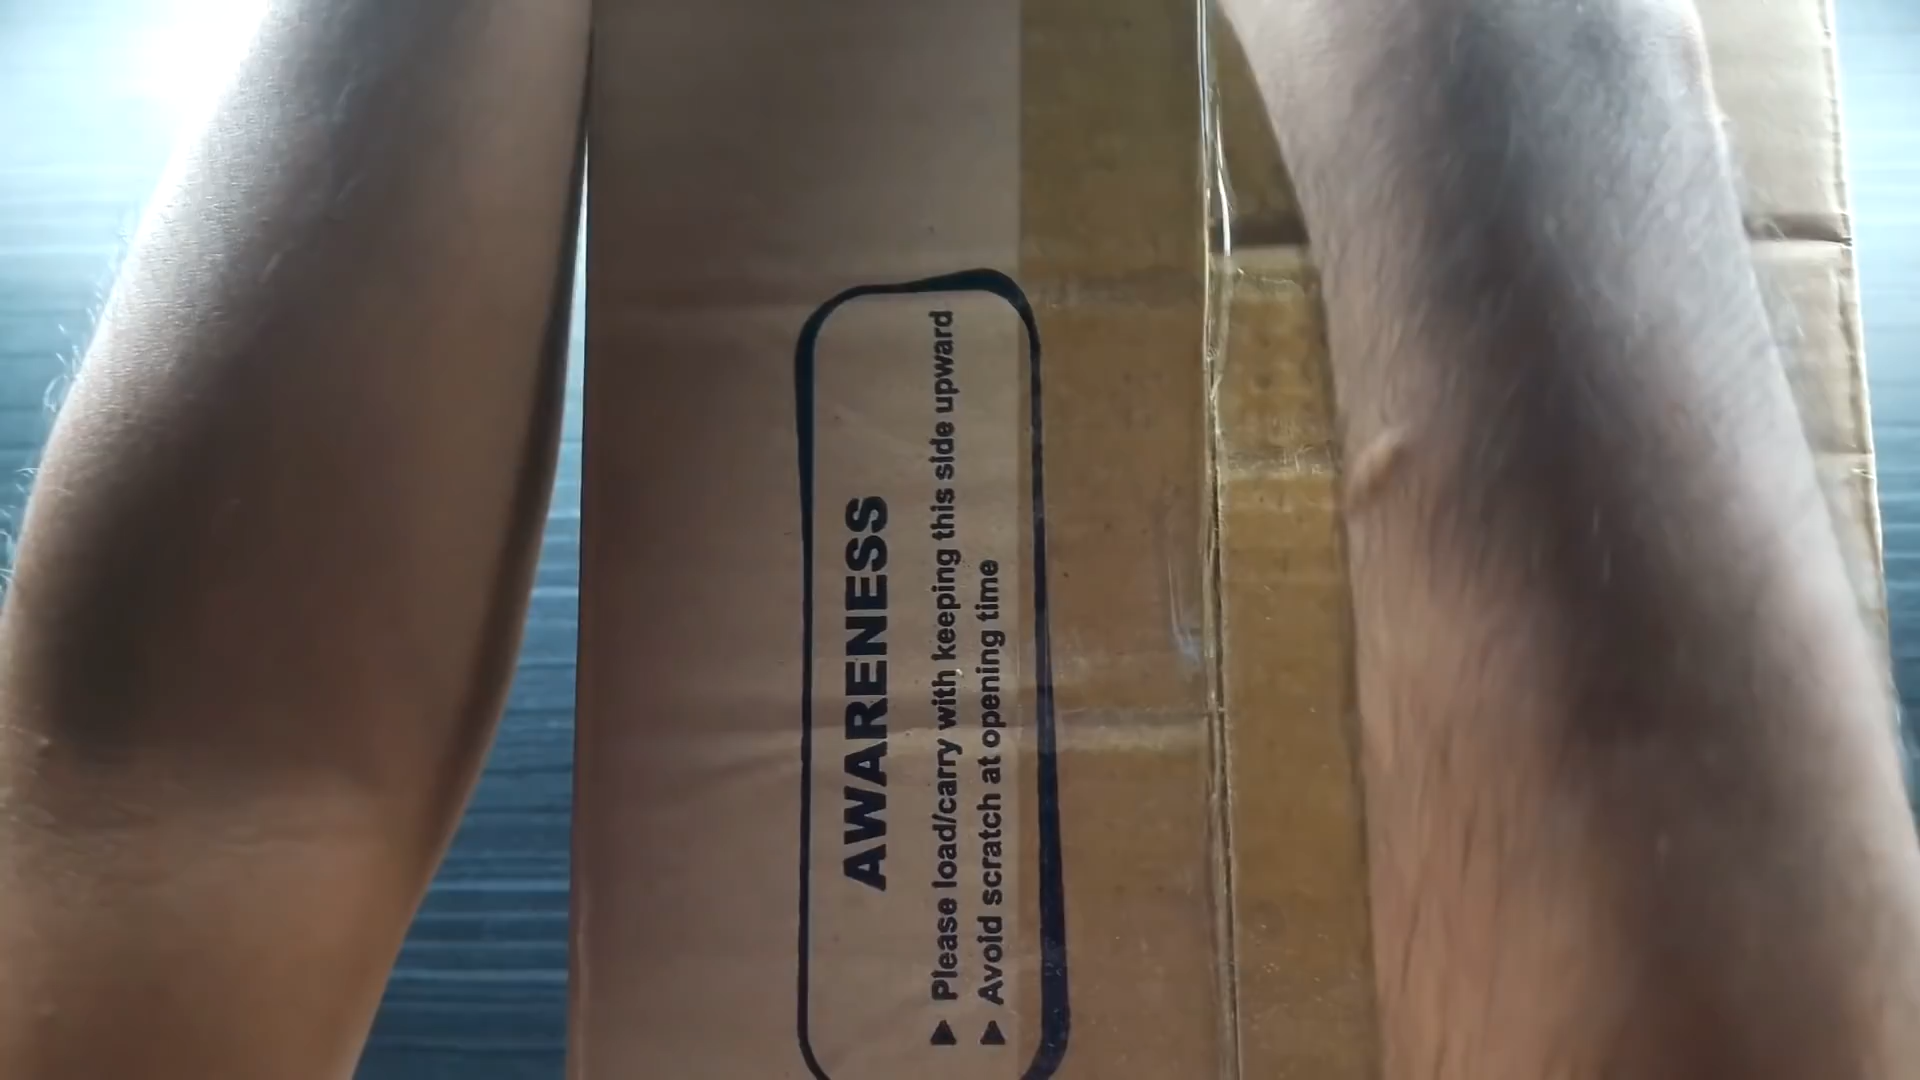 AWARENESS
▶ Please load/carry with keeping this side upward
▶ Avoid scratch at opening time